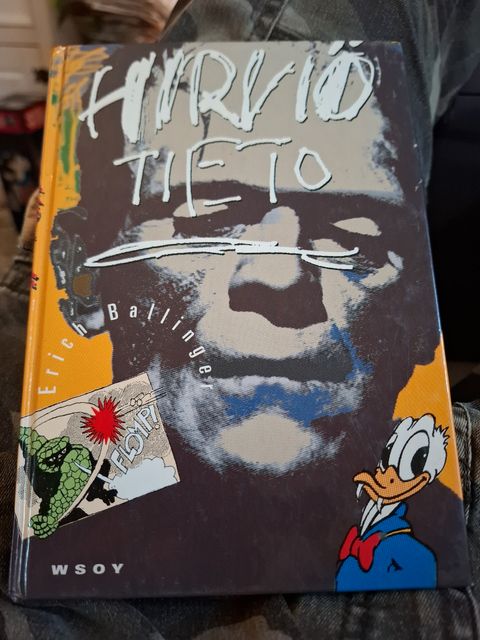 HIRVIÖ
TIETO
Erich Ballinger
FLOMP!
WSOY